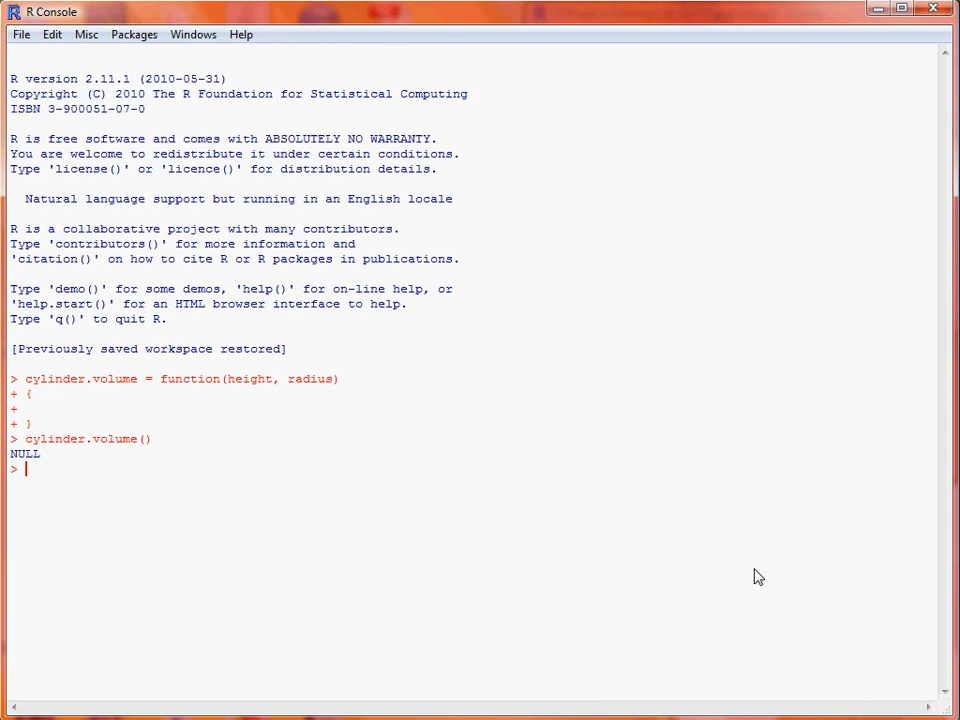 R Console
File Edit Misc Packages Windows Help
R version 2.11.1 (2010-05-31)
Copyright (C) 2010 The R Foundation for Statistical Computing
ISBN 3-900051-07-0
R is free software and comes with ABSOLUTELY NO WARRANTY.
You are welcome to redistribute it under certain conditions.
Type 'license()' or 'licence()' for distribution details.
Natural language support but running in an English locale
R is a collaborative project with many contributors.
Type 'contributors()' for more information and
'citation()' on how to cite R or R packages in publications.
Type 'demo()' for some demos, 'help()' for on-line help, or
'help.start()' for an HTML browser interface to help.
Type 'q()' to quit R.
[Previously saved workspace restored]
> cylinder.volume = function(height, radius)
+ {
+
+ }
> cylinder.volume()
NULL
>